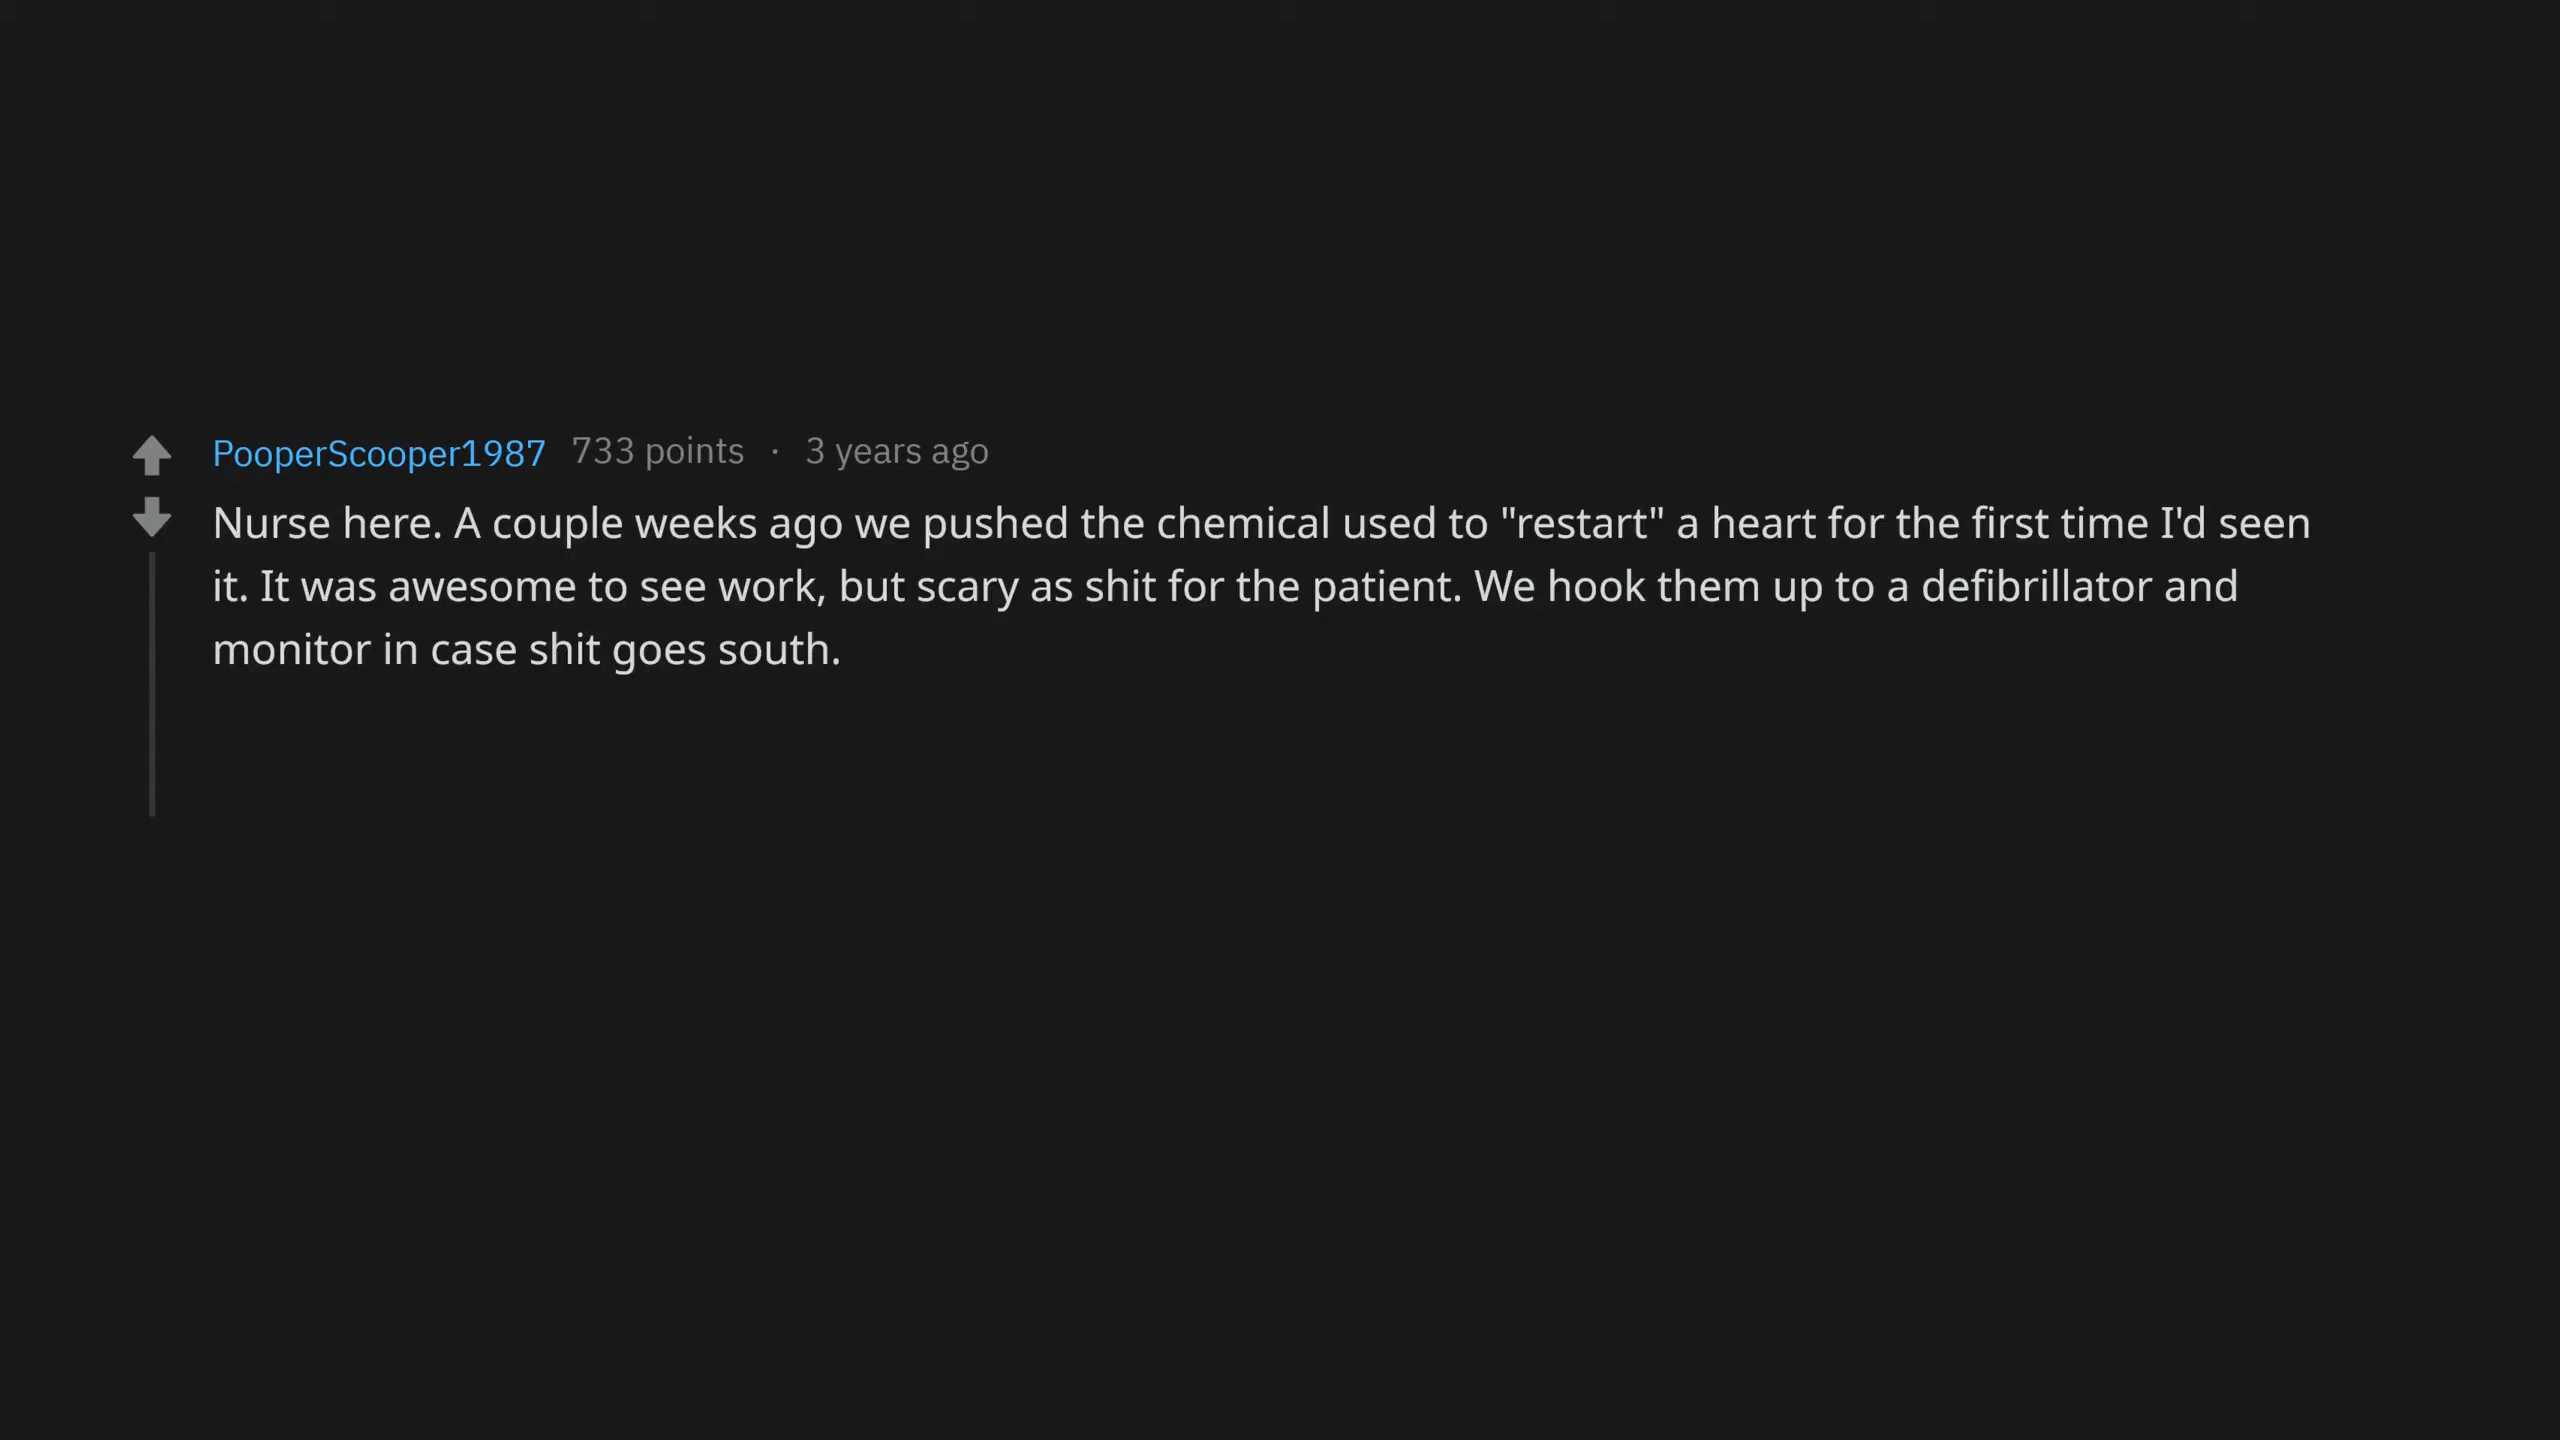 PooperScooper1987 733 points · 3 years ago
Nurse here. A couple weeks ago we pushed the chemical used to "restart" a heart for the first time I'd seen
it. It was awesome to see work, but scary as shit for the patient. We hook them up to a defibrillator and
monitor in case shit goes south.